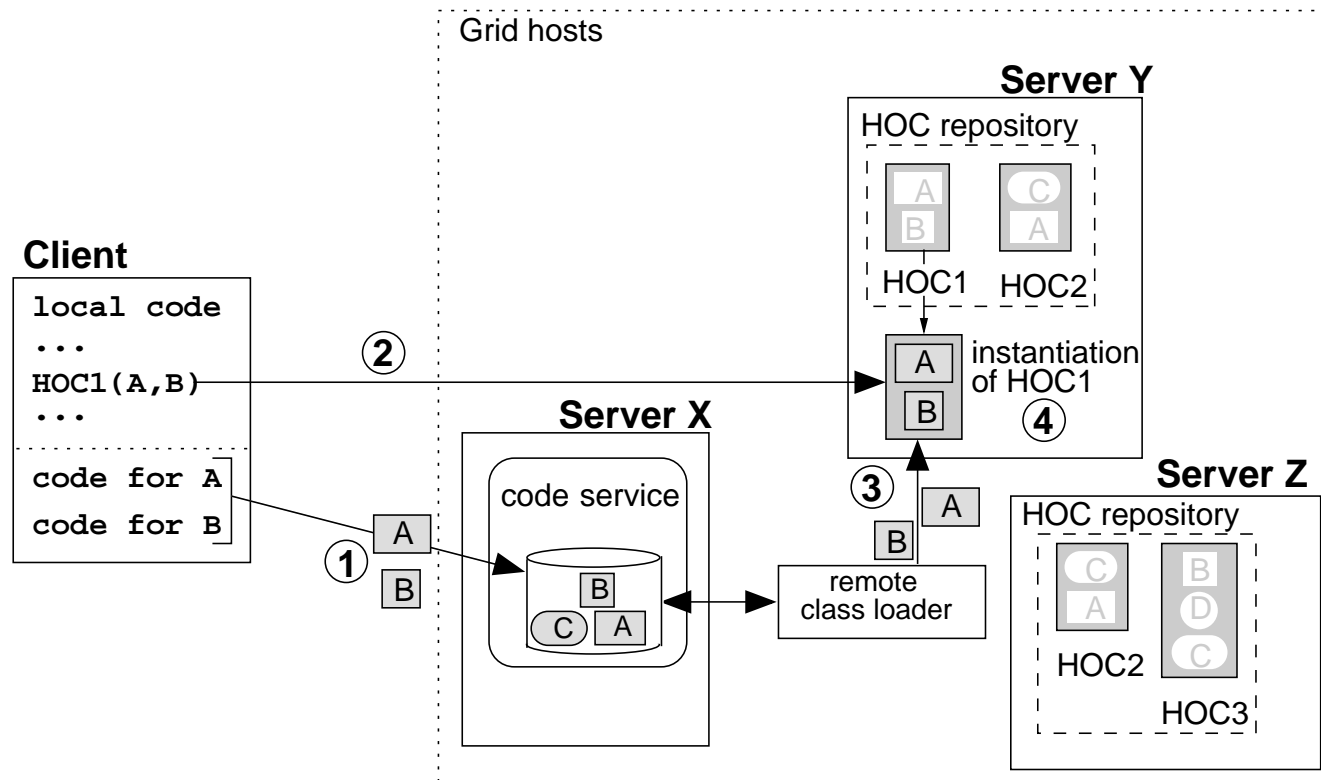 Grid hosts
Server Y
HOC repository
A
B
C
A
HOC1
HOC2
Client
local code
...
HOC1(A,B)
...
code for A
code for B
2
A
B
instantiation
of HOC1
4
Server X
code service
1
A
B
B
C
A
3
A
B
remote
class loader
Server Z
HOC repository
C
A
B
D
C
HOC2
HOC3